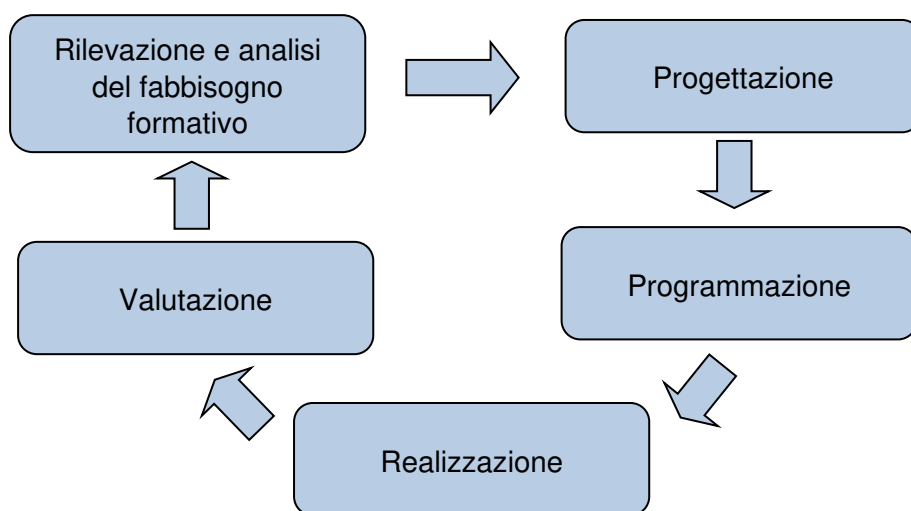 Rilevazione e analisi
del fabbisogno
formativo
Progettazione
Programmazione
Realizzazione
Valutazione